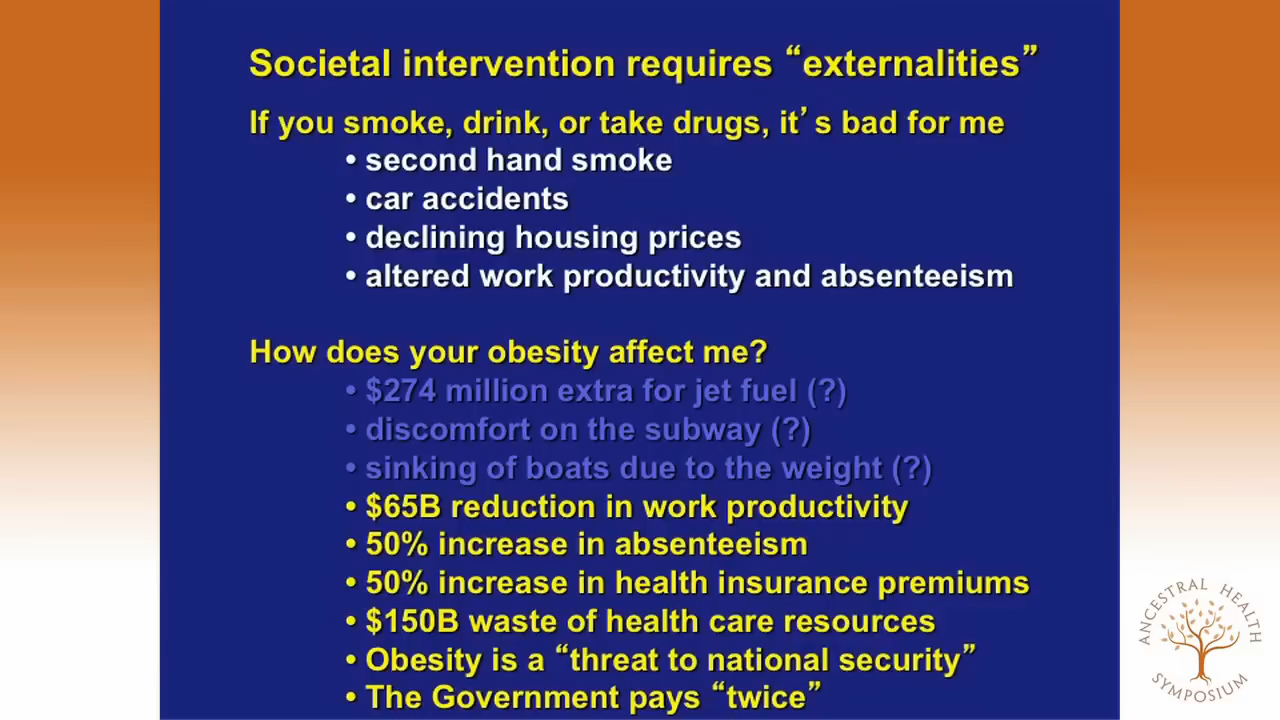 Societal intervention requires “externalities”
If you smoke, drink, or take drugs, it’s bad for me
• second hand smoke
• car accidents
• declining housing prices
• altered work productivity and absenteeism
How does your obesity affect me?
• $274 million extra for jet fuel (?)
• discomfort on the subway (?)
• sinking of boats due to the weight (?)
• $65B reduction in work productivity
• 50% increase in absenteeism
• 50% increase in health insurance premiums
• $150B waste of health care resources
• Obesity is a “threat to national security”
• The Government pays “twice”
ANCESTRAL HEALTH
SYMPOSIUM